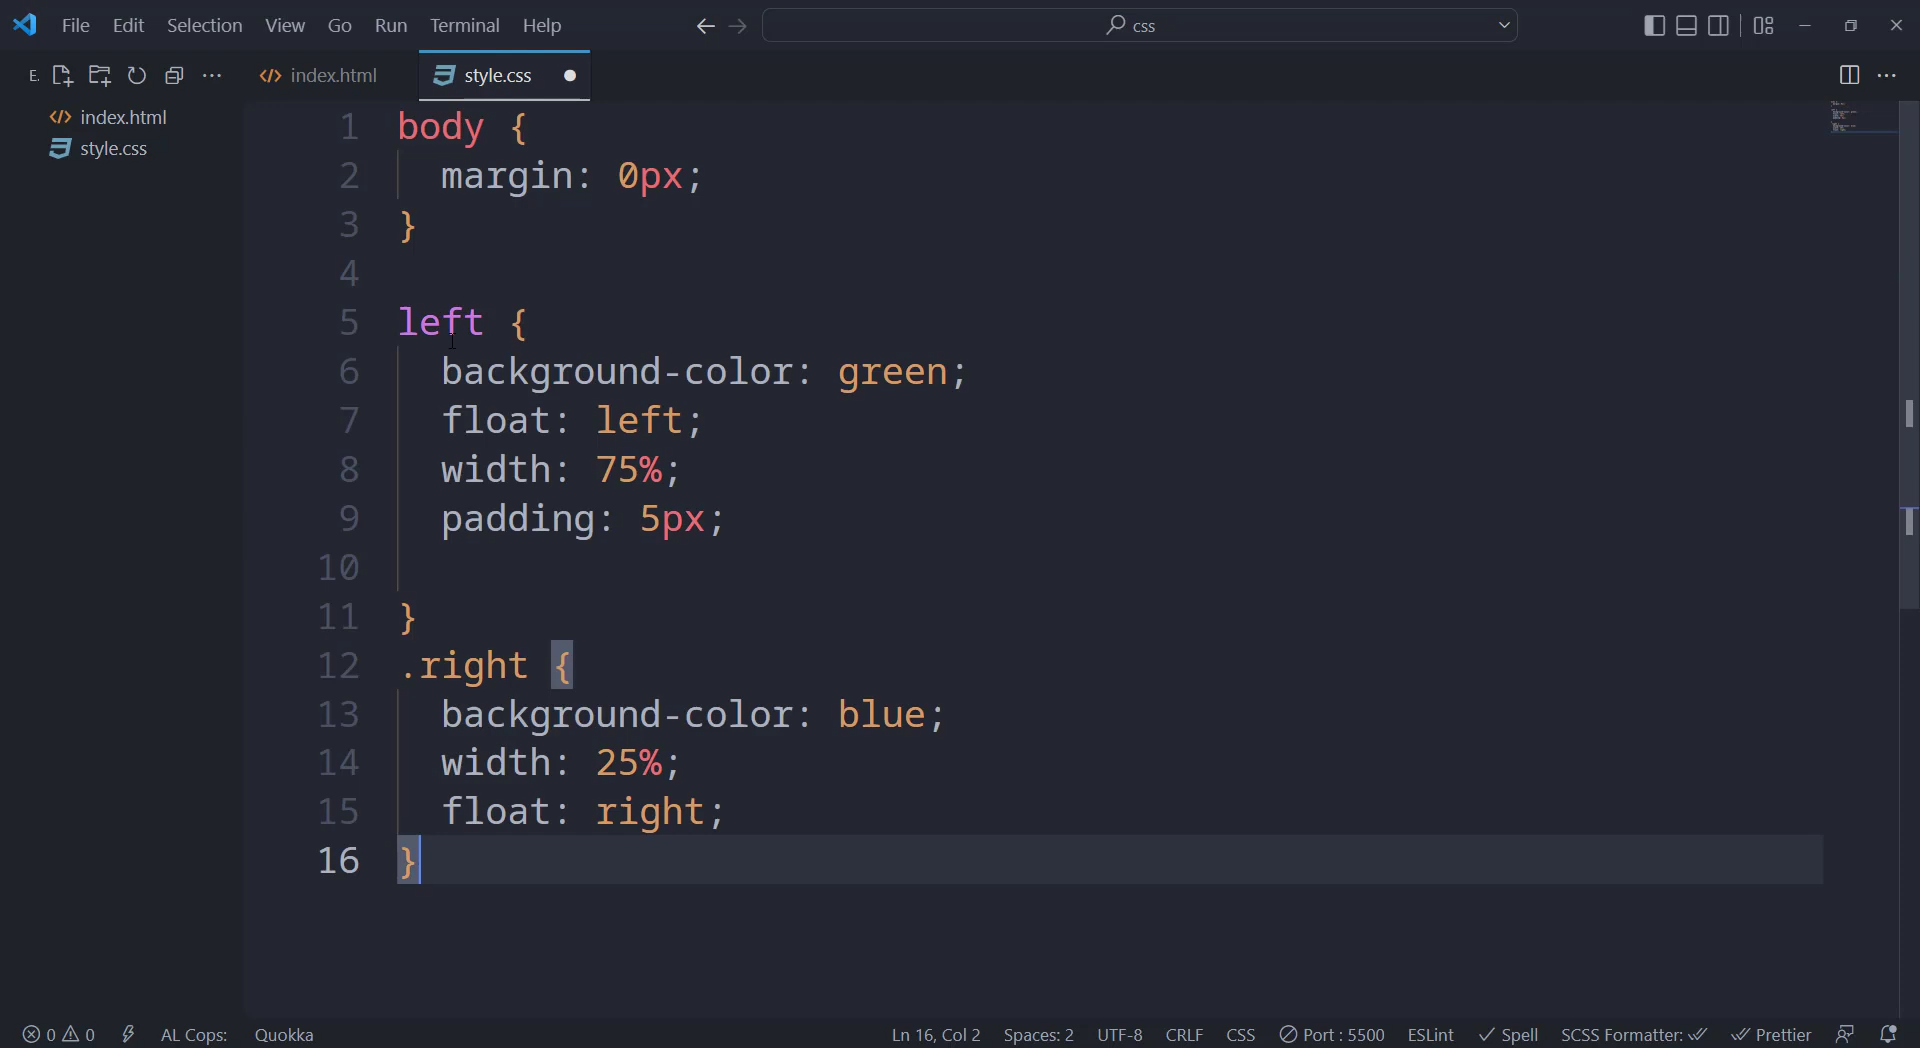 File Edit Selection View Go Run Terminal Help
css
E.
index.html
style.css
index.html
style.css
1 body {
2   margin: 0px;
3 }
4
5 left {
6   background-color: green;
7   float: left;
8   width: 75%;
9   padding: 5px;
10
11 }
12 .right {
13   background-color: blue;
14   width: 25%;
15   float: right;
16 }
0 0 AL Cops: Quokka Ln 16, Col 2 Spaces: 2 UTF-8 CRLF CSS Port : 5500 ESLint Spell SCSS Formatter: Prettier